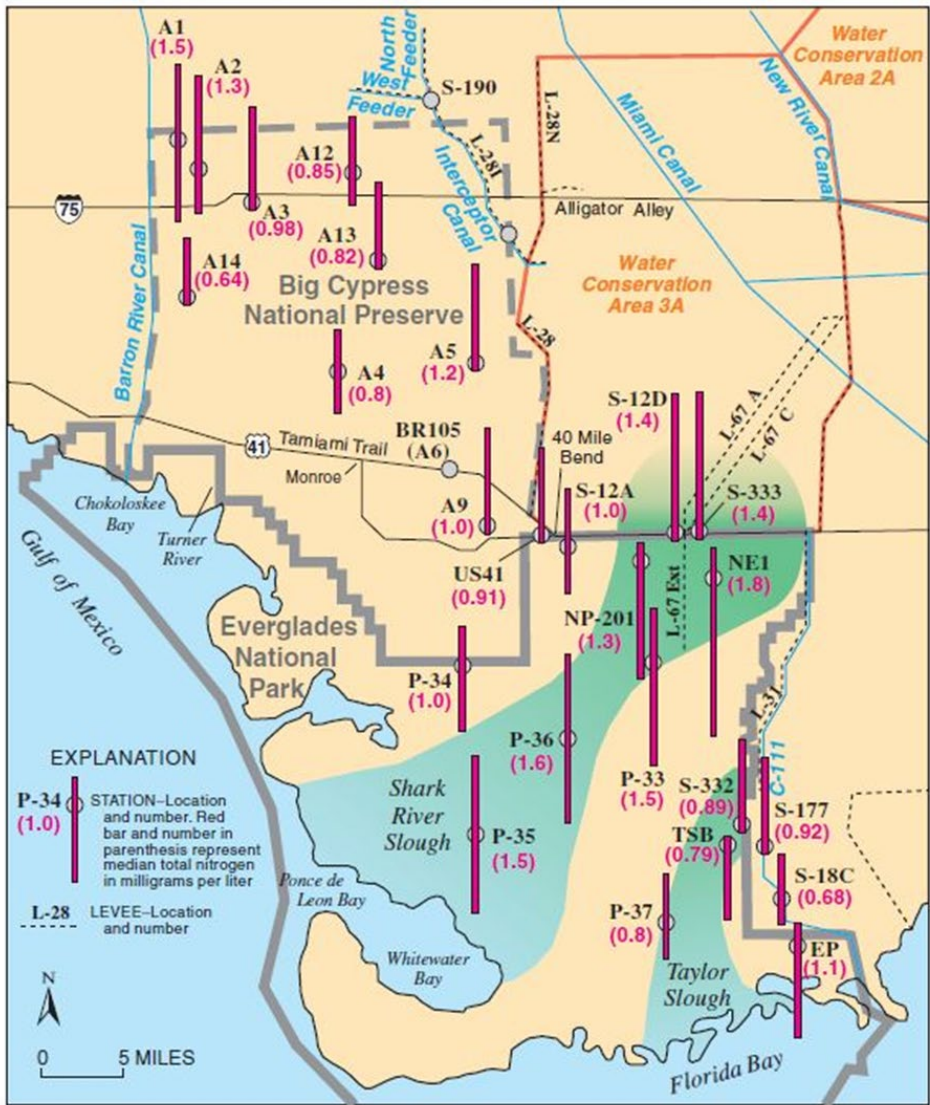 A1
(1.5)
A2
(1.3)
North
Feeder
West
Feeder
S-190
Water
Conservation
Area 2A
New River Canal
Miami Canal
L-28N
L-28I
Interceptor
Canal
A12
(0.85)
A3
(0.98)
75
Alligator Alley
A13
(0.82)
A14
(0.64)
Barron River Canal
Big Cypress
National Preserve
Water
Conservation
Area 3A
L-28
A5
(1.2)
A4
(0.8)
S-12D
(1.4)
L-67 A
L-67 C
41
Tamiami Trail
Monroe
BR105
(A6)
40 Mile
Bend
S-12A
(1.0)
S-333
(1.4)
A9
(1.0)
Chokoloskee
Bay
Turner
River
US41
(0.91)
NE1
(1.8)
L-67 Ext
NP-201
(1.3)
Gulf of Mexico
Everglades
National
Park
P-34
(1.0)
L-31
C-111
P-36
(1.6)
P-33
(1.5)
S-332
(0.89)
S-177
(0.92)
TSB
(0.79)
Shark
River
Slough
P-35
(1.5)
S-18C
(0.68)
P-37
(0.8)
EP
(1.1)
Ponce de
Leon Bay
Whitewater
Bay
Taylor
Slough
Florida Bay
EXPLANATION
P-34
(1.0)
STATION–Location
and number. Red
bar and number in
parenthesis represent
median total nitrogen
in milligrams per liter
L-28
LEVEE–Location
and number
N
0 5 MILES